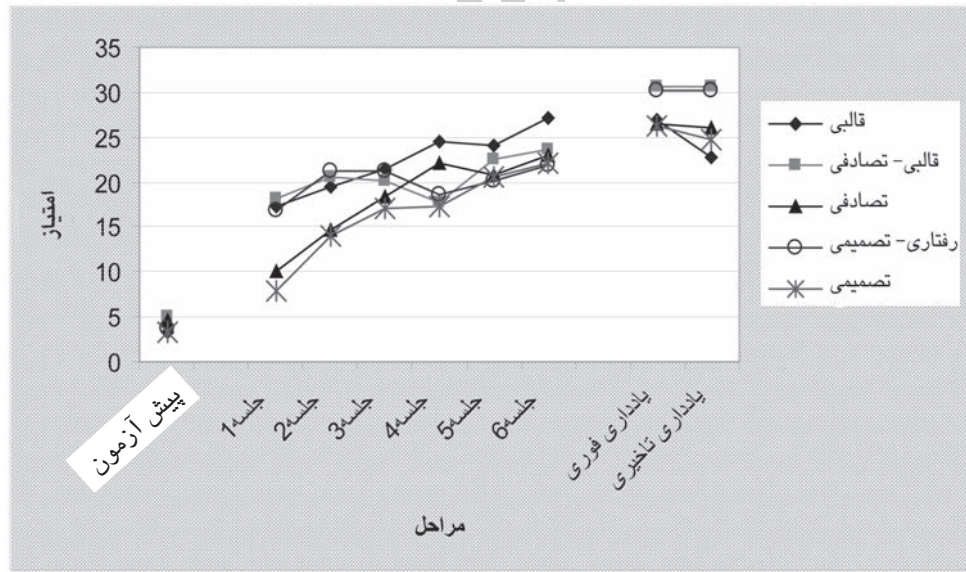 35
30
25
20
15
10
5
0
امتیاز
پیش آزمون
جلسه1
جلسه2
جلسه3
جلسه4
جلسه5
جلسه6
یادداری فوری
یادداری تاخیری
مراحل
قالبی
قالبی- تصادفی
تصادفی
رفتاری- تصمیمی
تصمیمی